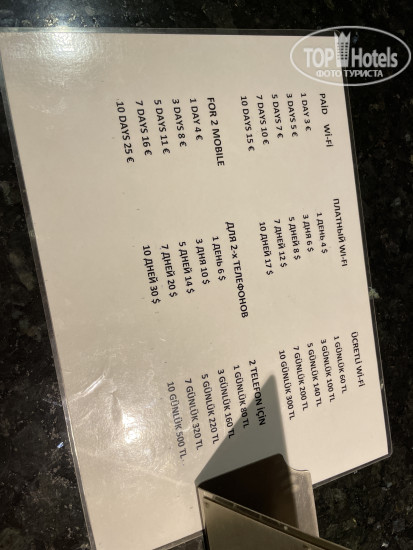 TOP Hotels
ФОТО ТУРИСТА
PAID Wİ-Fİ
1 DAY 3 €
3 DAYS 5 €
5 DAYS 7 €
7 DAYS 10 €
10 DAYS 15 €
FOR 2 MOBILE
1 DAY 4 €
3 DAYS 8 €
5 DAYS 11 €
7 DAYS 16 €
10 DAYS 25 €
ПЛАТНЫЙ WI-FI
1 ДЕНЬ 4 $
3 ДНЯ 6 $
5 ДНЕЙ 8 $
7 ДНЕЙ 12 $
10 ДНЕЙ 17 $
ДЛЯ 2-х ТЕЛЕФОНОВ
1 ДЕНЬ 6 $
3 ДНЯ 10 $
5 ДНЕЙ 14 $
7 ДНЕЙ 20 $
10 ДНЕЙ 30 $
ÜCRETLİ Wİ-Fİ
1 GÜNLÜK 60 TL
3 GÜNLÜK 100 TL
5 GÜNLÜK 140 TL
7 GÜNLÜK 200 TL
10 GÜNLÜK 300 TL
2 TELEFON İÇİN
1 GÜNLÜK 80 TL
3 GÜNLÜK 160 TL
5 GÜNLÜK 220 TL
7 GÜNLÜK 320 TL
10 GÜNLÜK 500 TL